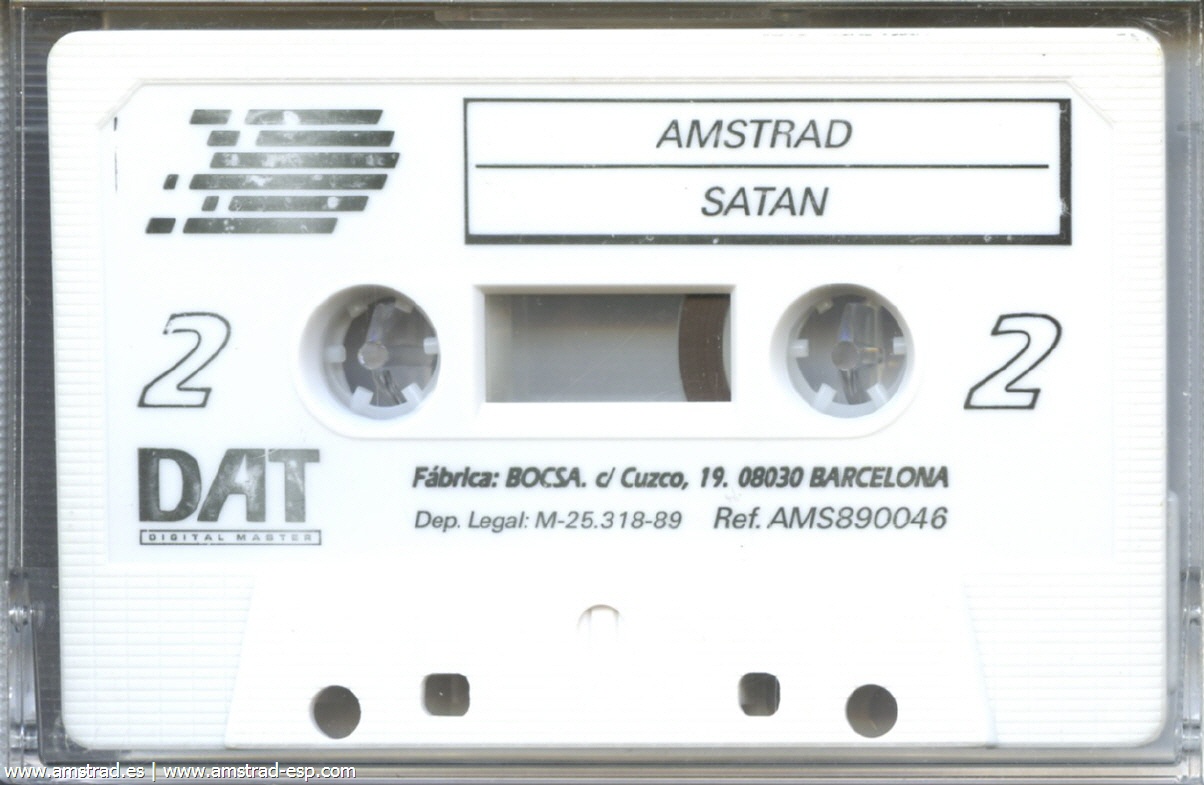 AMSTRAD
SATAN
2 2
DAT
DIGITAL MASTER
Fábrica: BOCSA. c/ Cuzco, 19. 08030 BARCELONA
Dep. Legal: M-25.318-89 Ref. AMS890046
www.amstrad.es | www.amstrad-esp.com